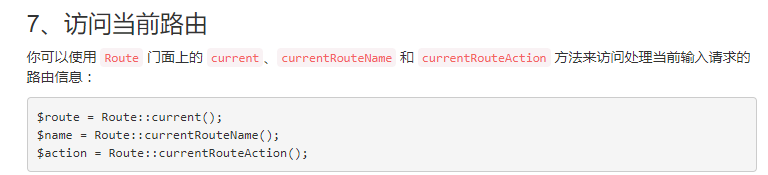 7、访问当前路由
你可以使用 Route 门面上的 current、currentRouteName 和 currentRouteAction 方法来访问处理当前输入请求的
路由信息：
$route = Route::current();
$name = Route::currentRouteName();
$action = Route::currentRouteAction();